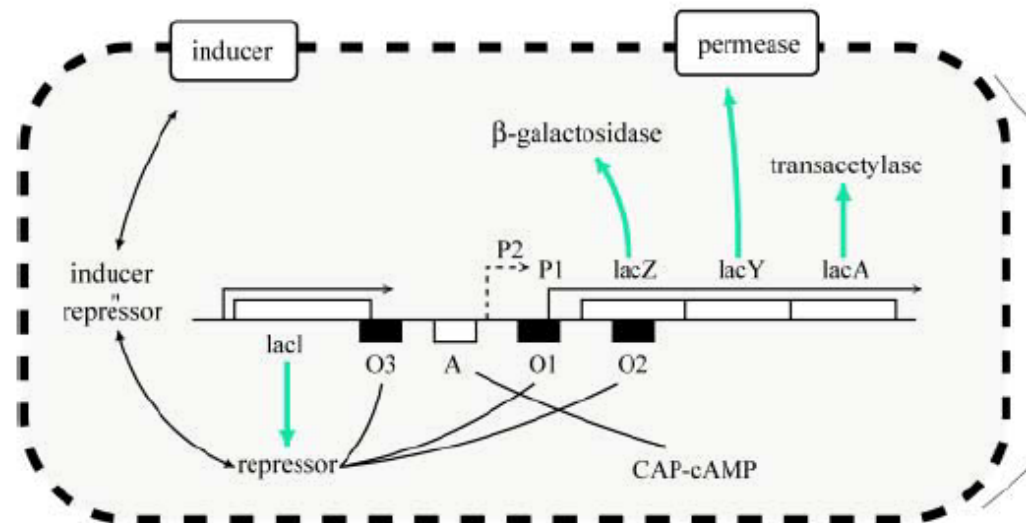 inducer
permease
β-galactosidase
transacetylase
P2
P1
lacZ
lacY
lacA
inducer
"
repressor
lacI
O3
A
O1
O2
repressor
CAP-cAMP